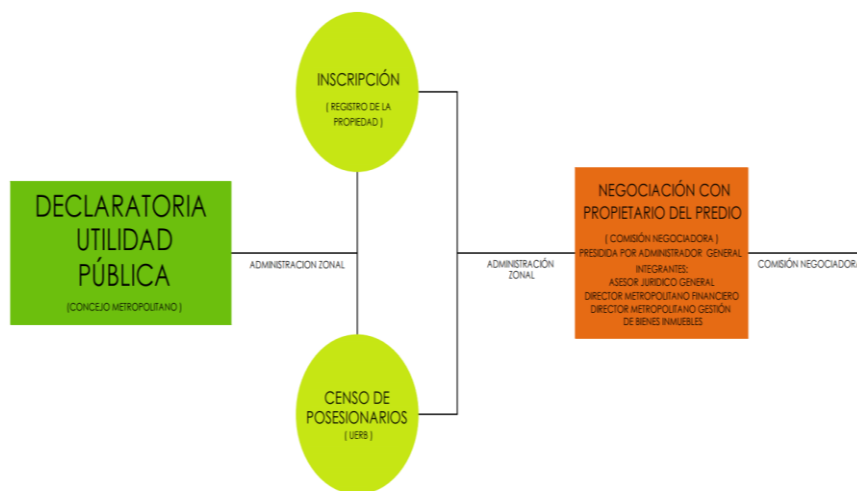 DECLARATORIA
UTILIDAD
PÚBLICA
(CONCEJO METROPOLITANO )
ADMINISTRACION ZONAL
INSCRIPCIÓN
( REGISTRO DE LA
PROPIEDAD )
CENSO DE
POSESIONARIOS
( UERB )
ADMINISTRACIÓN
ZONAL
NEGOCIACIÓN CON
PROPIETARIO DEL PREDIO
( COMISIÓN NEGOCIADORA )
PRESIDIDA POR ADMINISTRADOR GENERAL
INTEGRANTES:
ASESOR JURIDICO GENERAL
DIRECTOR METROPOLITANO FINANCIERO
DIRECTOR METROPOLITANO GESTIÓN
DE BIENES INMUEBLES
COMISIÓN NEGOCIADORA